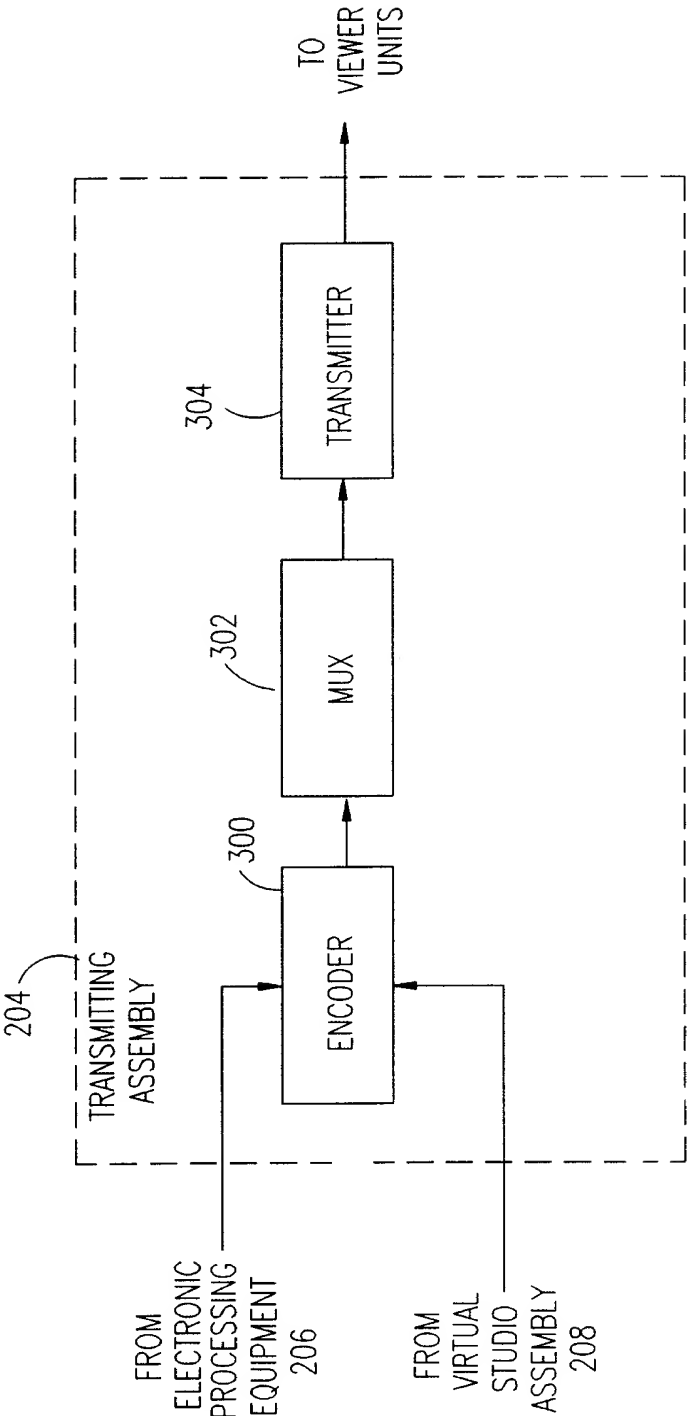 204
TRANSMITTING
ASSEMBLY
FROM
ELECTRONIC
PROCESSING
EQUIPMENT
206
FROM
VIRTUAL
STUDIO
ASSEMBLY
208
300
ENCODER
302
MUX
304
TRANSMITTER
TO
VIEWER
UNITS